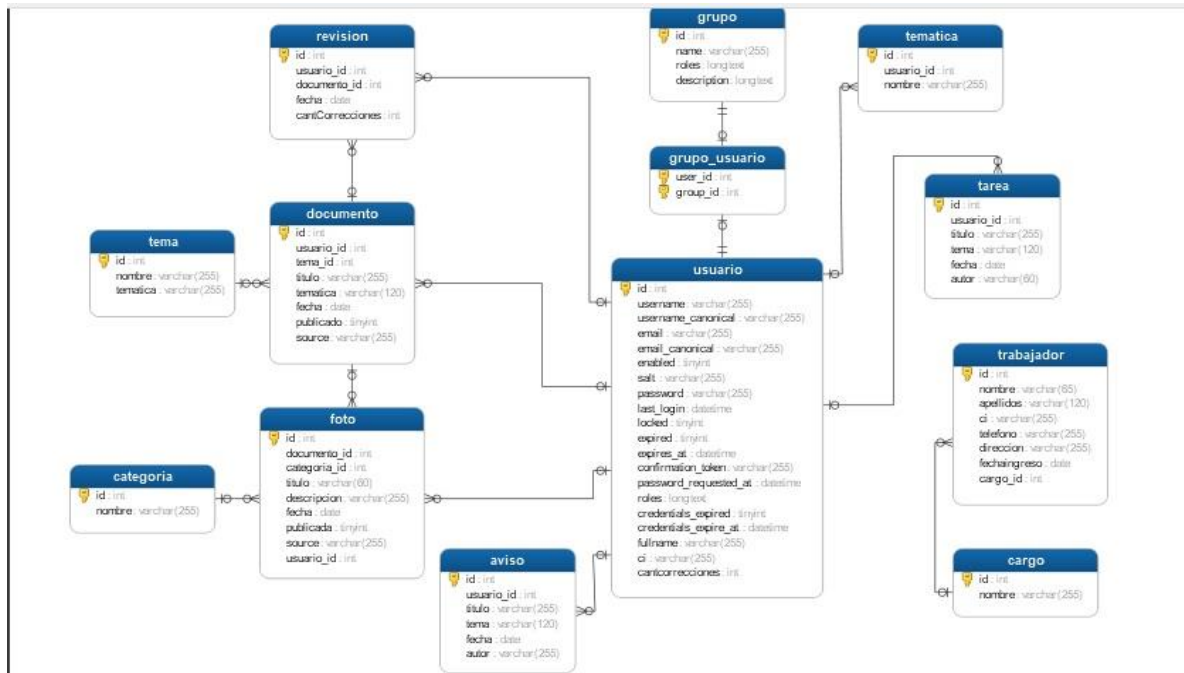 grupo
id : int
name : varchar(255)
roles : longtext
description : longtext
revision
id : int
usuario_id : int
documento_id : int
fecha : date
cantCorrecciones : int
tematica
id : int
usuario_id : int
nombre : varchar(255)
grupo_usuario
user_id : int
group_id : int
tarea
id : int
usuario_id : int
titulo : varchar(255)
tema : varchar(120)
fecha : date
autor : varchar(60)
documento
id : int
usuario_id : int
tema_id : int
titulo : varchar(255)
tematica : varchar(120)
fecha : date
publicado : tinyint
source : varchar(255)
tema
id : int
nombre : varchar(255)
tematica : varchar(255)
usuario
id : int
username : varchar(255)
username_canonical : varchar(255)
email : varchar(255)
email_canonical : varchar(255)
enabled : tinyint
salt : varchar(255)
password : varchar(255)
last_login : datetime
locked : tinyint
expired : tinyint
expires_at : datetime
confirmation_token : varchar(255)
password_requested_at : datetime
roles : longtext
credentials_expired : tinyint
credentials_expire_at : datetime
fullname : varchar(255)
ci : varchar(255)
cantcorrecciones : int
trabajador
id : int
nombre : varchar(65)
apellidos : varchar(120)
ci : varchar(255)
telefono : varchar(255)
direccion : varchar(255)
fechaingreso : date
cargo_id : int
foto
id : int
documento_id : int
categoria_id : int
titulo : varchar(60)
descripcion : varchar(255)
fecha : date
publicada : tinyint
source : varchar(255)
usuario_id : int
categoria
id : int
nombre : varchar(255)
aviso
id : int
usuario_id : int
titulo : varchar(255)
tema : varchar(120)
fecha : date
autor : varchar(255)
cargo
id : int
nombre : varchar(255)